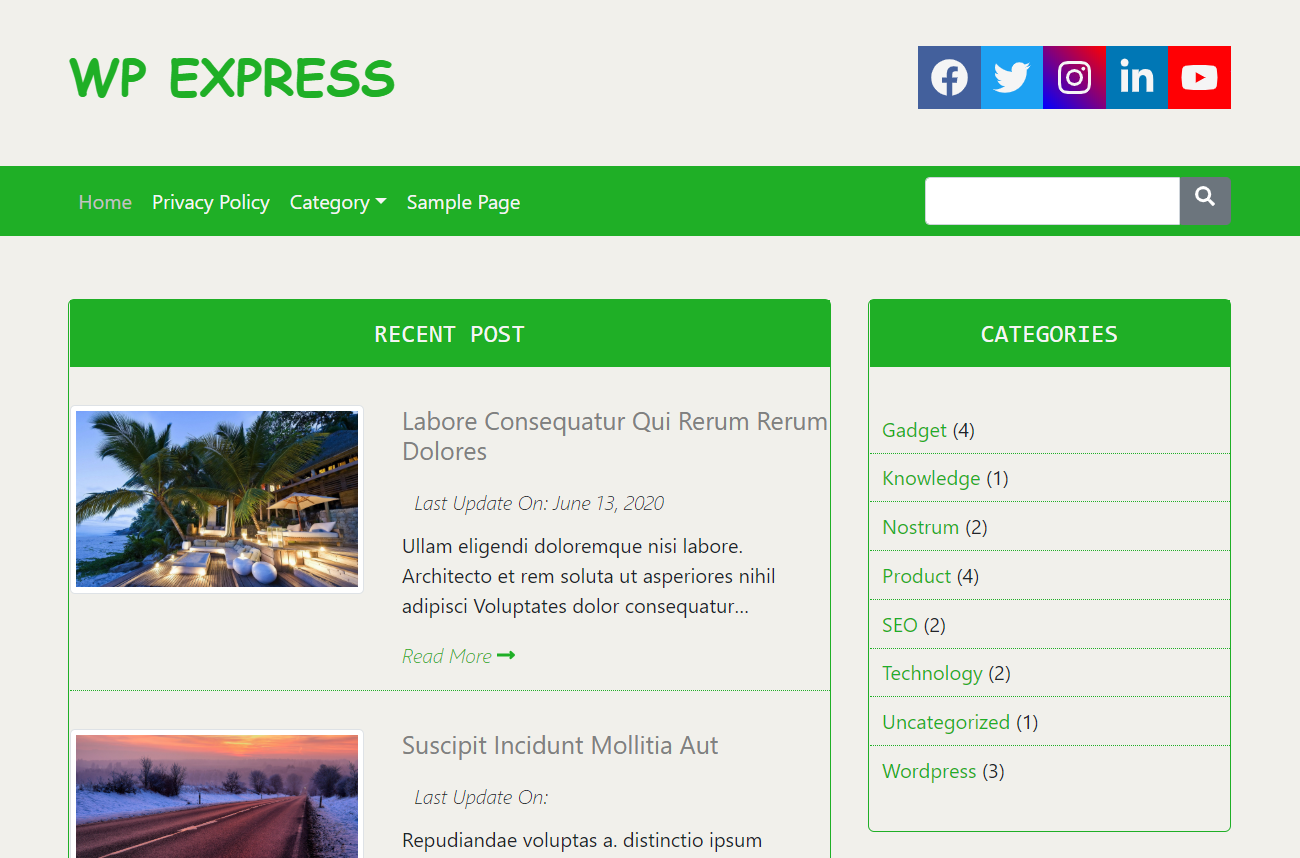 WP EXPRESS
Home Privacy Policy Category Sample Page
RECENT POST
Labore Consequatur Qui Rerum Rerum
Dolores
Last Update On: June 13, 2020
Ullam eligendi doloremque nisi labore.
Architecto et rem soluta ut asperiores nihil
adipisci Voluptates dolor consequatur...
Read More
Suscipit Incidunt Mollitia Aut
Last Update On:
Repudiandae voluptas a. distinctio ipsum
CATEGORIES
Gadget (4)
Knowledge (1)
Nostrum (2)
Product (4)
SEO (2)
Technology (2)
Uncategorized (1)
Wordpress (3)